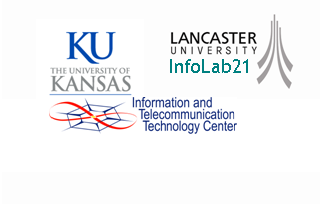 KU
THE UNIVERSITY OF
KANSAS
LANCASTER
UNIVERSITY
InfoLab21
Information and
Telecommunication
Technology Center